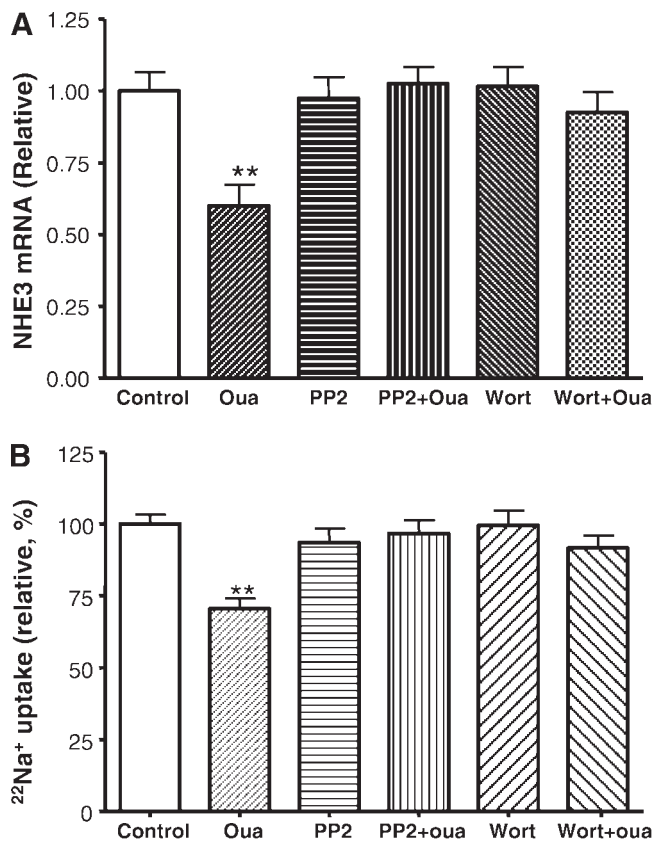 A
NHE3 mRNA (Relative)
1.25
1.00
0.75
0.50
0.25
0.00
**
Control Oua PP2 PP2+Oua Wort Wort+Oua
B
²²Na⁺ uptake (relative, %)
125
100
75
50
25
0
**
Control Oua PP2 PP2+oua Wort Wort+oua